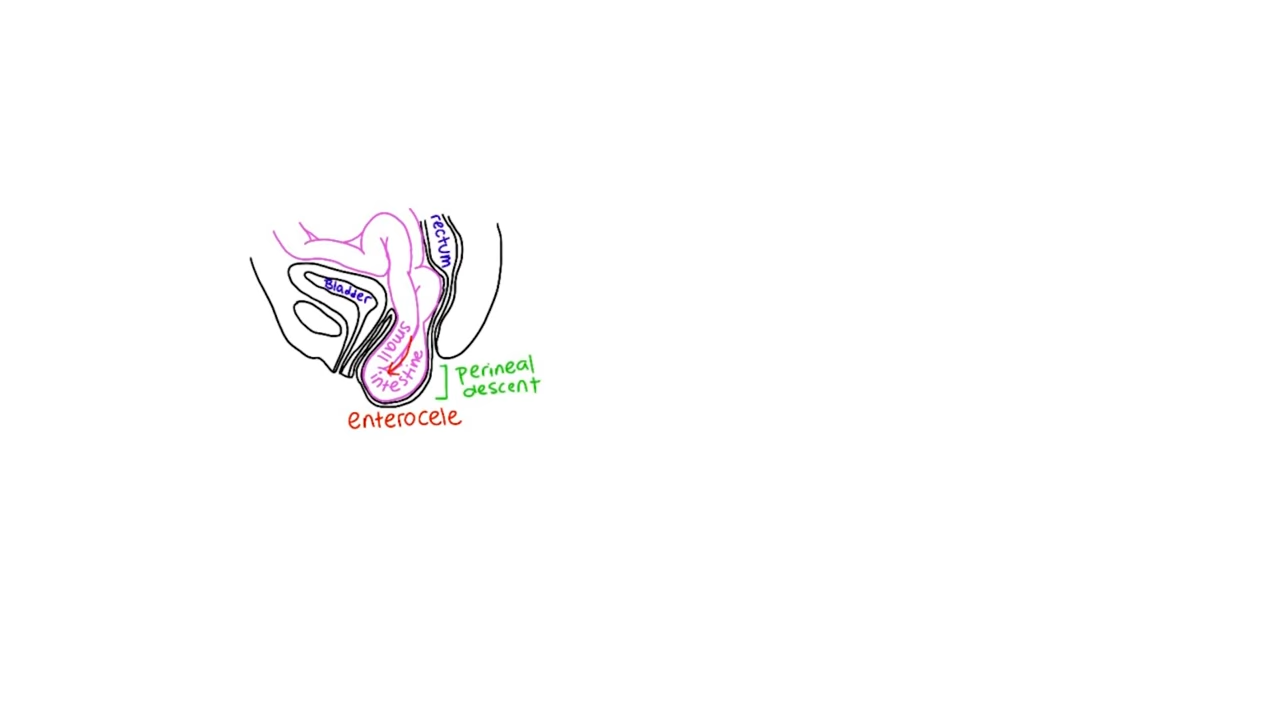 rectum
Bladder
small
intestine
perineal
descent
enterocele